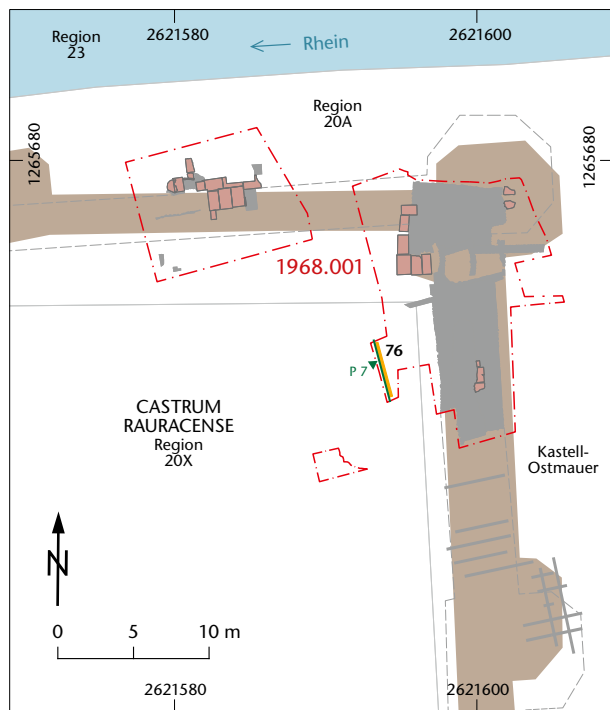 Region
23
2621580
2621600
Rhein
Region
20A
1265680
1265680
1968.001
76
P 7
CASTRUM
RAURACENSE
Region
20X
Kastell-
Ostmauer
N
0 5 10 m
2621580
2621600